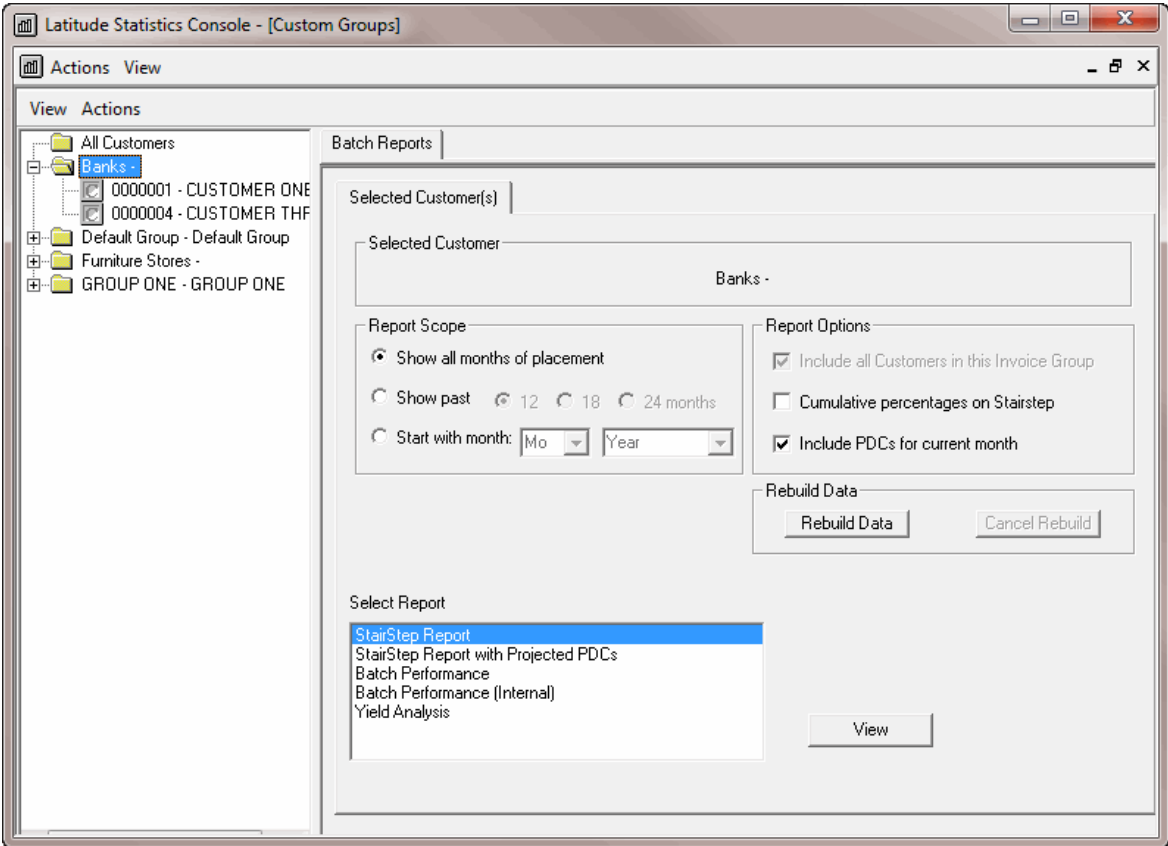 Latitude Statistics Console - [Custom Groups]
Actions View
View Actions
All Customers
Banks -
0000001 - CUSTOMER ONE
0000004 - CUSTOMER THR
Default Group - Default Group
Furniture Stores -
GROUP ONE - GROUP ONE
Batch Reports
Selected Customer(s)
Selected Customer
Banks -
Report Scope
Show all months of placement
Show past 12 18 24 months
Start with month: Mo Year
Report Options
Include all Customers in this Invoice Group
Cumulative percentages on Stairstep
Include PDCs for current month
Rebuild Data
Rebuild Data Cancel Rebuild
Select Report
StairStep Report
StairStep Report with Projected PDCs
Batch Performance
Batch Performance (Internal)
Yield Analysis
View